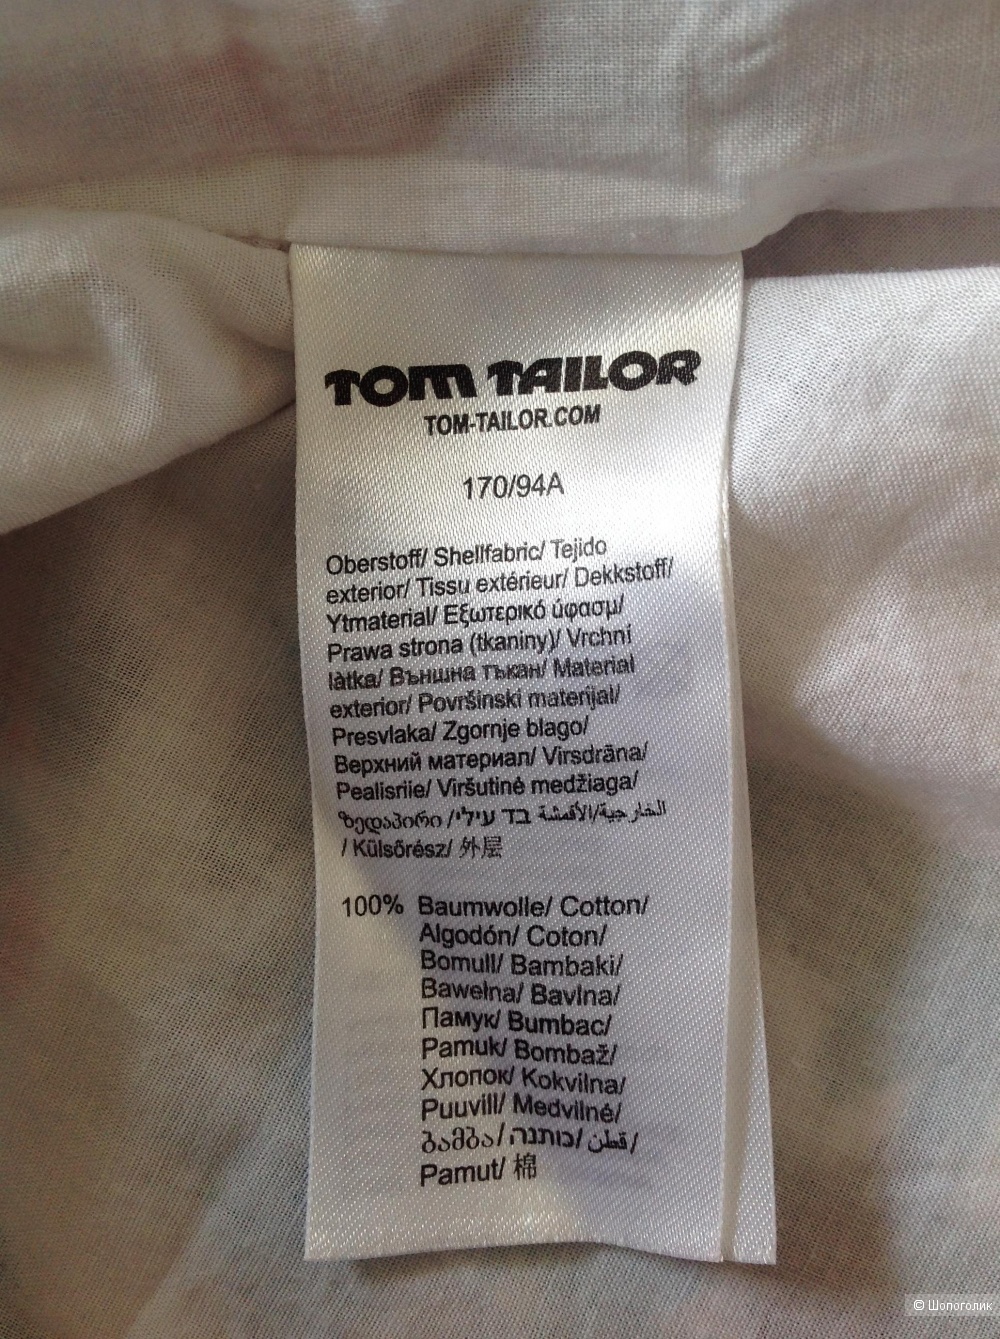 TOM TAILOR
TOM-TAILOR.COM
170/94A
Oberstoff/ Shellfabric/ Tejido
exterior/ Tissu extérieur/ Dekkstoff/
Ytmaterial/ Εξωτερικό ύφασμ/
Prawa strona (tkaniny)/ Vrchní
làtka/ Външна тъкан/ Material
exterior/ Površinski materijal/
Presvlaka/ Zgornje blago/
Верхний материал/ Virsdrāna/
Pealisriie/ Viršutinė medžiaga/
ზედაპირი /בד עילי/ الخارجية/الأقمشة
/ Külsőrész/ 外层
100% Baumwolle/ Cotton/
Algodón/ Coton/
Bomull/ Bambaki/
Bawełna/ Bavlna/
Памук/ Bumbac/
Pamuk/ Bombaž/
Хлопок/ Kokvilna/
Puuvill/ Medvilné/
ბამბა/ כותנה/ قطن/
Pamut/ 棉
© Шопоголик